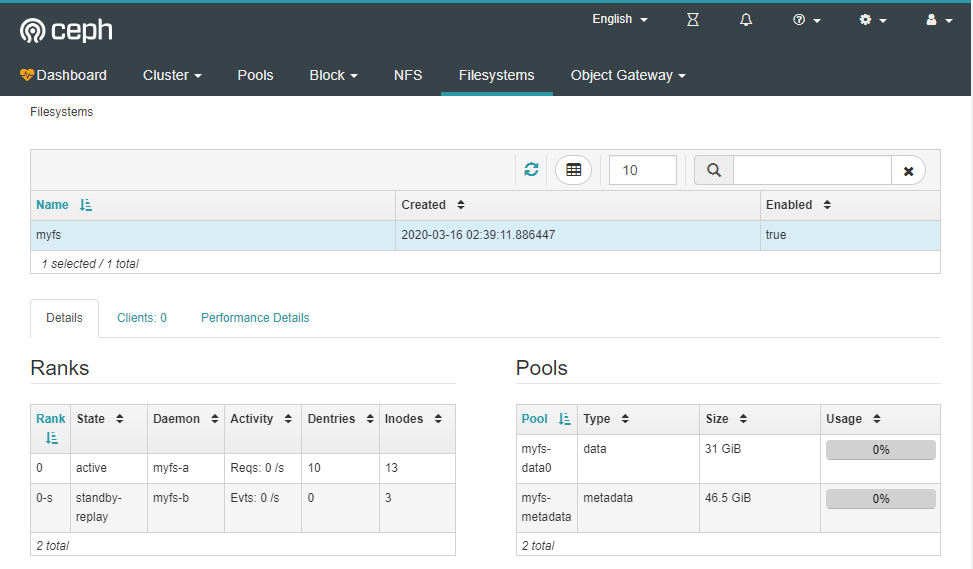 ceph
English
Dashboard Cluster Pools Block NFS Filesystems Object Gateway
Filesystems
10
Name Created Enabled
myfs 2020-03-16 02:39:11.886447 true
1 selected / 1 total
Details Clients: 0 Performance Details
Ranks
Rank State Daemon Activity Dentries Inodes
0 active myfs-a Reqs: 0 /s 10 13
0-s standby-replay myfs-b Evts: 0 /s 0 3
2 total
Pools
Pool Type Size Usage
myfs-data0 data 31 GiB 0%
myfs-metadata metadata 46.5 GiB 0%
2 total